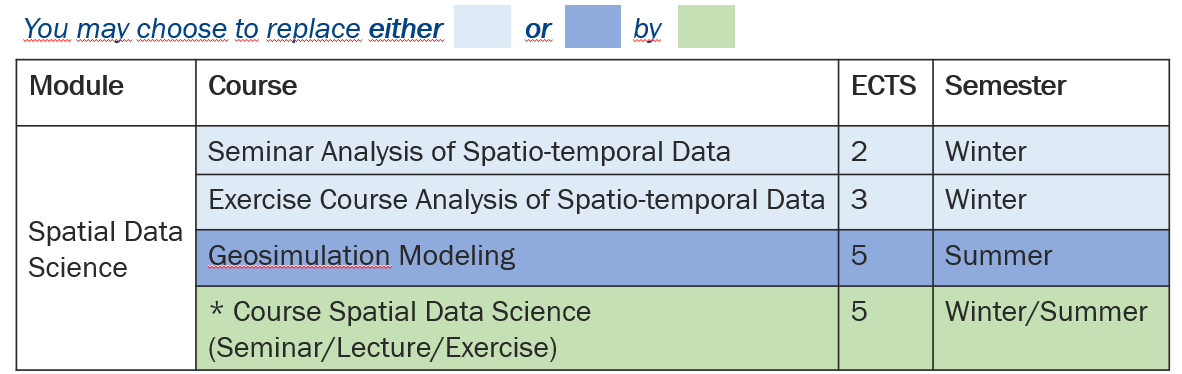 You may choose to replace either or by
Module Course ECTS Semester
Seminar Analysis of Spatio-temporal Data 2 Winter
Exercise Course Analysis of Spatio-temporal Data 3 Winter
Spatial Data
Science
Geosimulation Modeling 5 Summer
* Course Spatial Data Science 5 Winter/Summer
(Seminar/Lecture/Exercise)